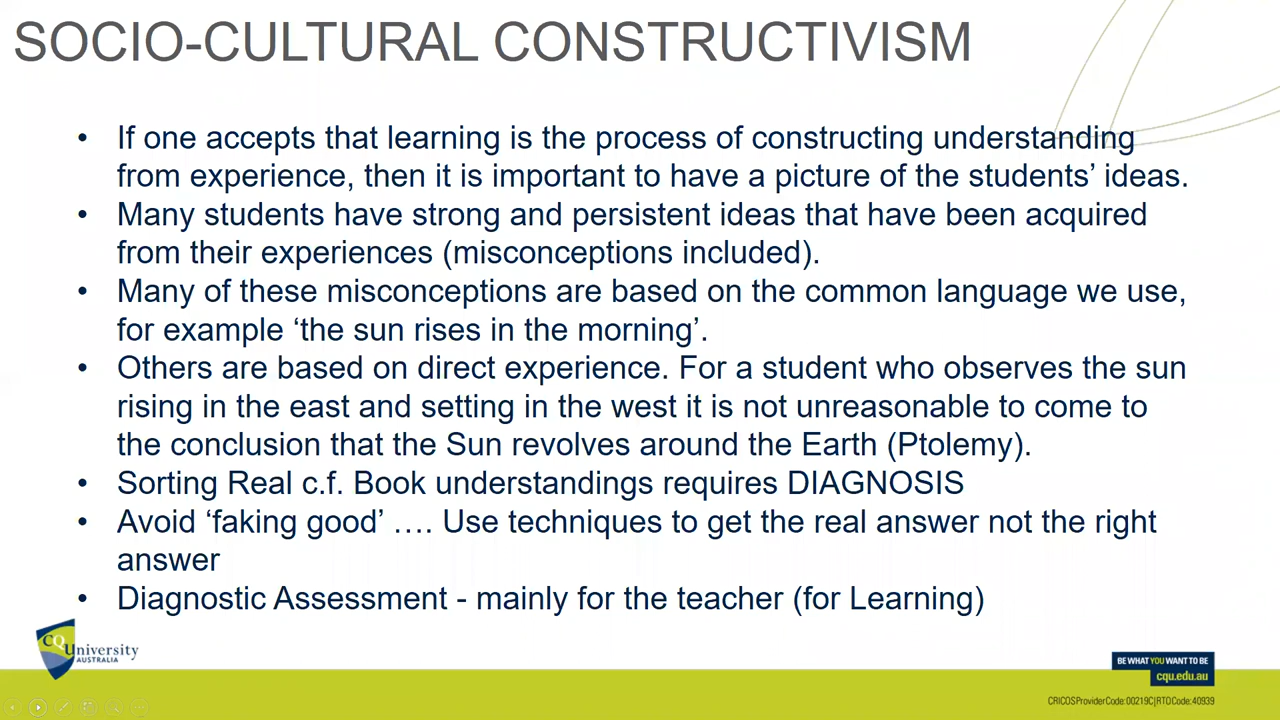 SOCIO-CULTURAL CONSTRUCTIVISM
• If one accepts that learning is the process of constructing understanding
from experience, then it is important to have a picture of the students’ ideas.
• Many students have strong and persistent ideas that have been acquired
from their experiences (misconceptions included).
• Many of these misconceptions are based on the common language we use,
for example ‘the sun rises in the morning’.
• Others are based on direct experience. For a student who observes the sun
rising in the east and setting in the west it is not unreasonable to come to
the conclusion that the Sun revolves around the Earth (Ptolemy).
• Sorting Real c.f. Book understandings requires DIAGNOSIS
• Avoid ‘faking good’ …. Use techniques to get the real answer not the right
answer
• Diagnostic Assessment - mainly for the teacher (for Learning)
CQUniversity
AUSTRALIA
BE WHAT YOU WANT TO BE
cqu.edu.au
CRICOS Provider Code: 00219C | RTO Code: 40939